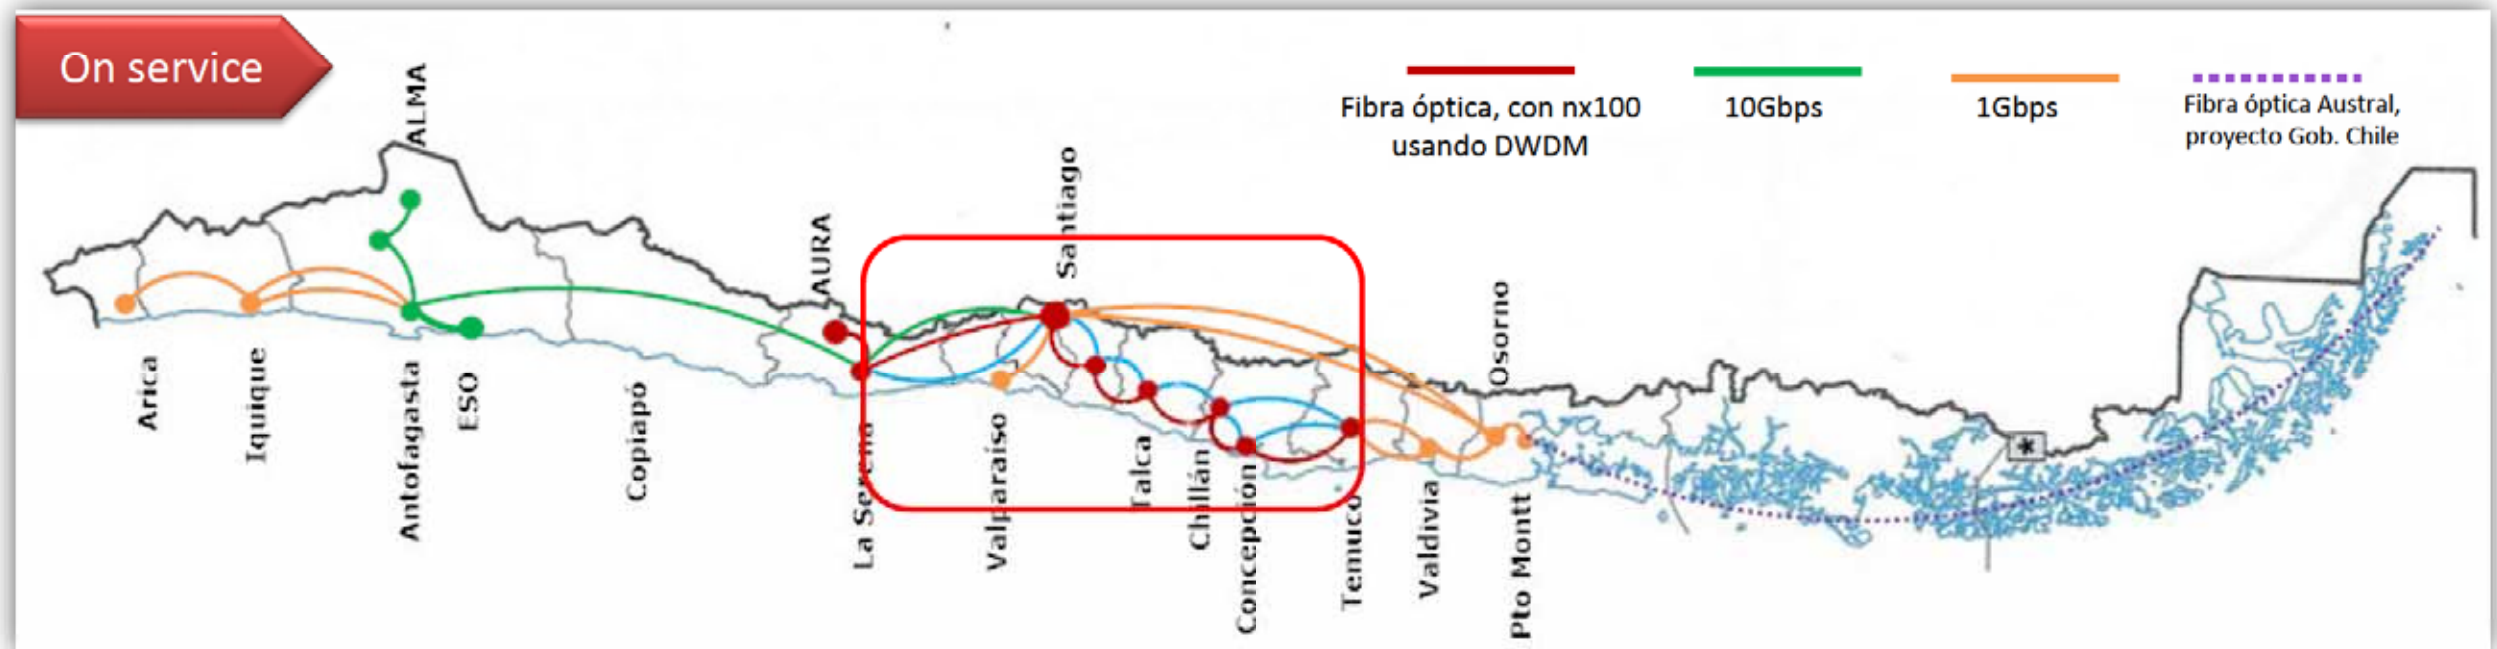 On service
Fibra óptica, con nx100
usando DWDM
10Gbps
1Gbps
Fibra óptica Austral,
proyecto Gob. Chile
ALMA
AURA
Santiago
Osorno
*
Arica
Iquique
Antofagasta
ESO
Copiapó
La Serena
Valparaíso
Talca
Chillán
Concepción
Temuco
Valdivia
Pto Montt